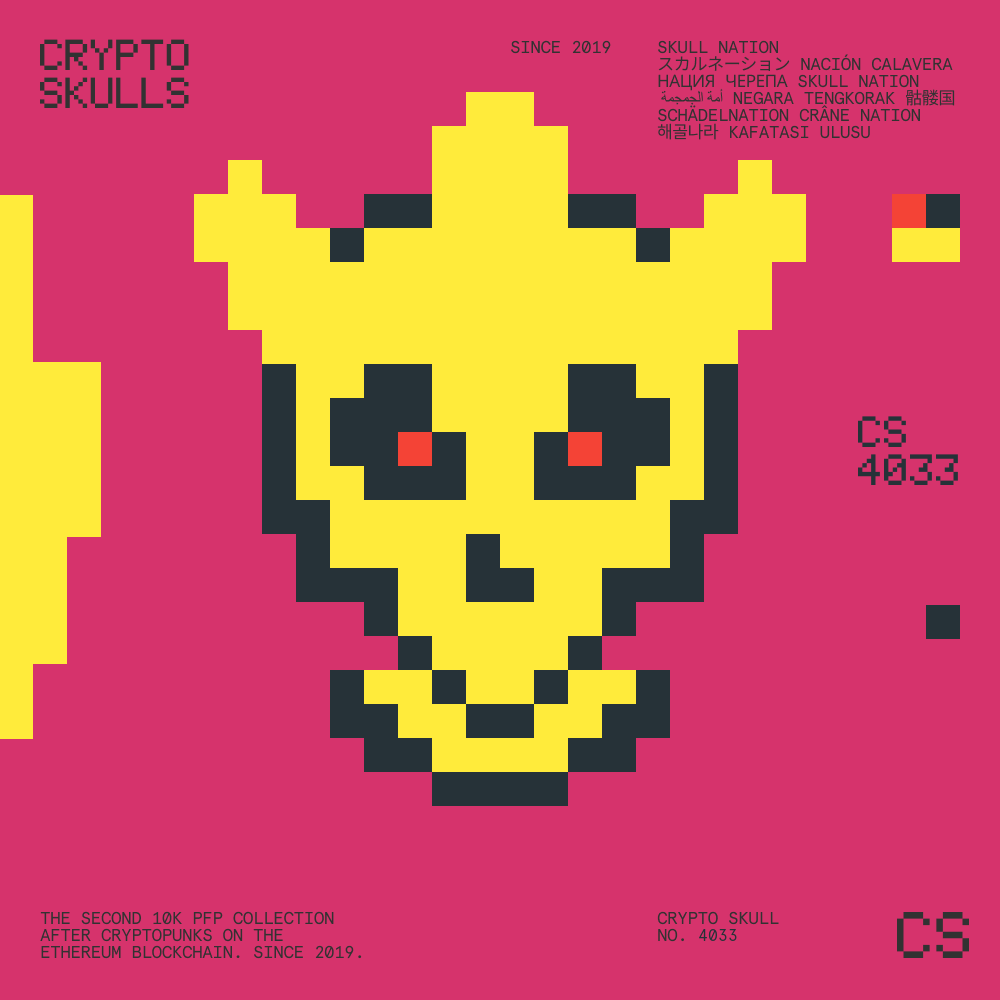 CRYPTO
SKULLS
SINCE 2019
SKULL NATION
スカルネーション NACIÓN CALAVERA
НАЦИЯ ЧЕРЕПА SKULL NATION
أمة الجمجمة NEGARA TENGKORAK 骷髅国
SCHÄDELNATION CRÂNE NATION
해골나라 KAFATASI ULUSU
CS
4033
THE SECOND 10K PFP COLLECTION
AFTER CRYPTOPUNKS ON THE
ETHEREUM BLOCKCHAIN. SINCE 2019.
CRYPTO SKULL
NO. 4033
CS